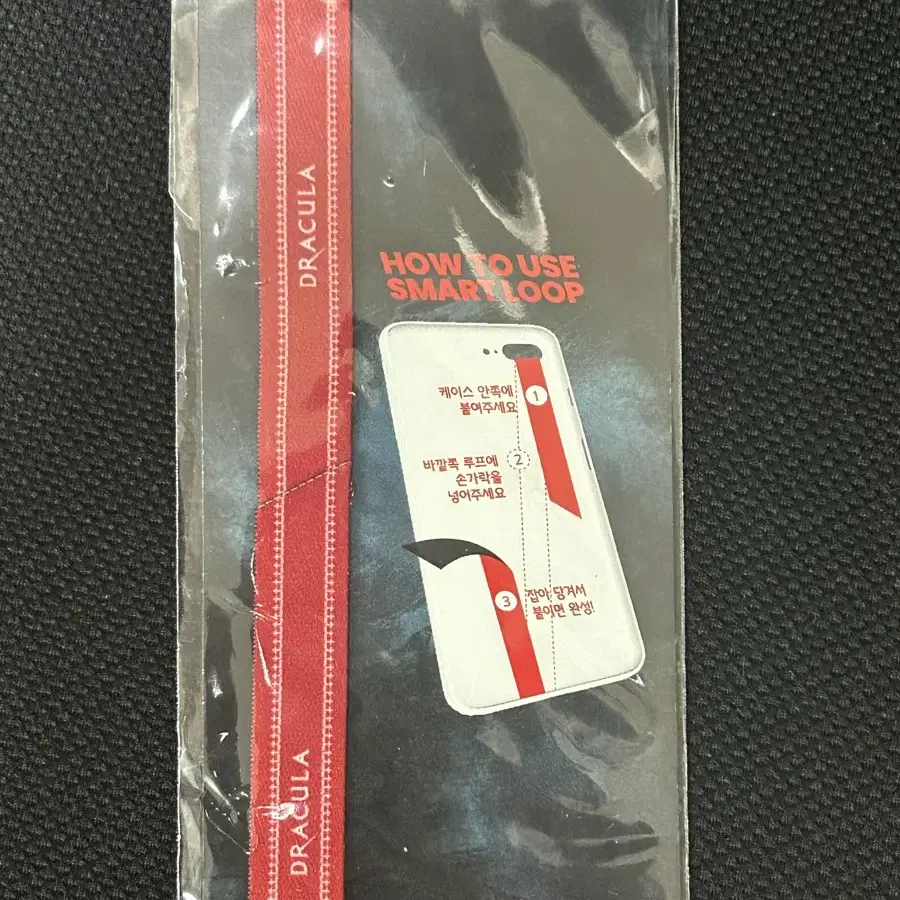 DRACULA
DRACULA
HOW TO USE
SMART LOOP
케이스 안쪽에
붙여주세요
1
바깥쪽 루프에
손가락을
넣어주세요
2
3
잡아 당겨서
붙이면 완성!